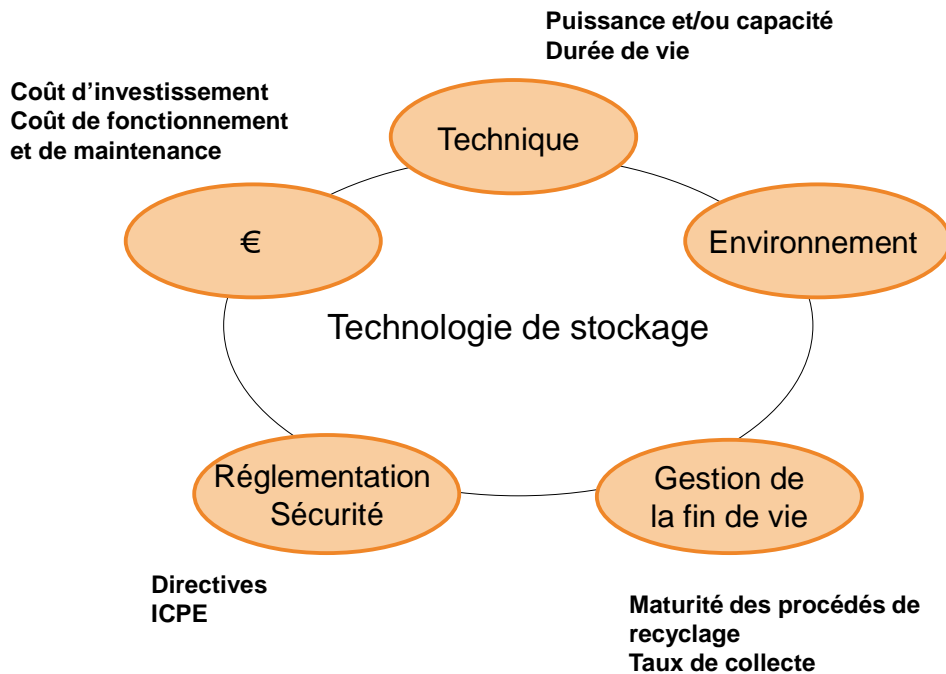 Puissance et/ou capacité
Durée de vie
Coût d’investissement
Coût de fonctionnement
et de maintenance
Technique
€
Environnement
Technologie de stockage
Réglementation
Sécurité
Gestion de
la fin de vie
Directives
ICPE
Maturité des procédés de
recyclage
Taux de collecte